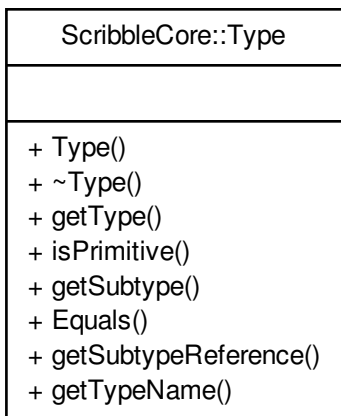 ScribbleCore::Type
+ Type()
+ ~Type()
+ getType()
+ isPrimitive()
+ getSubtype()
+ Equals()
+ getSubtypeReference()
+ getTypeName()